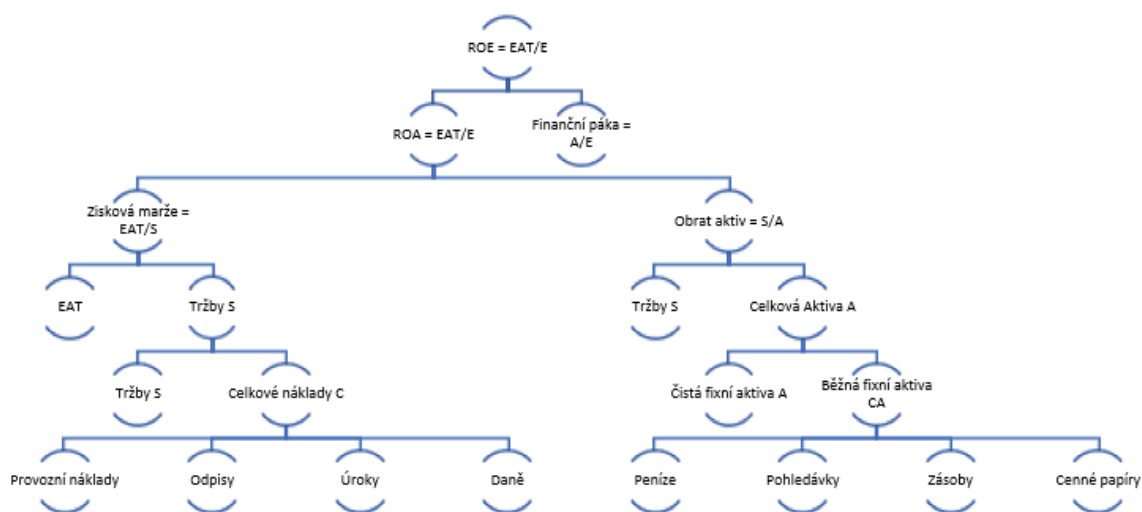 ROE = EAT/E
ROA = EAT/E
Finanční páka =
A/E
Zisková marže =
EAT/S
Obrat aktiv = S/A
EAT
Tržby S
Tržby S
Celková Aktiva A
Tržby S
Celkové náklady C
Čistá fixní aktiva A
Běžná fixní aktiva
CA
Provozní náklady
Odpisy
Úroky
Daně
Peníze
Pohledávky
Zásoby
Cenné papíry